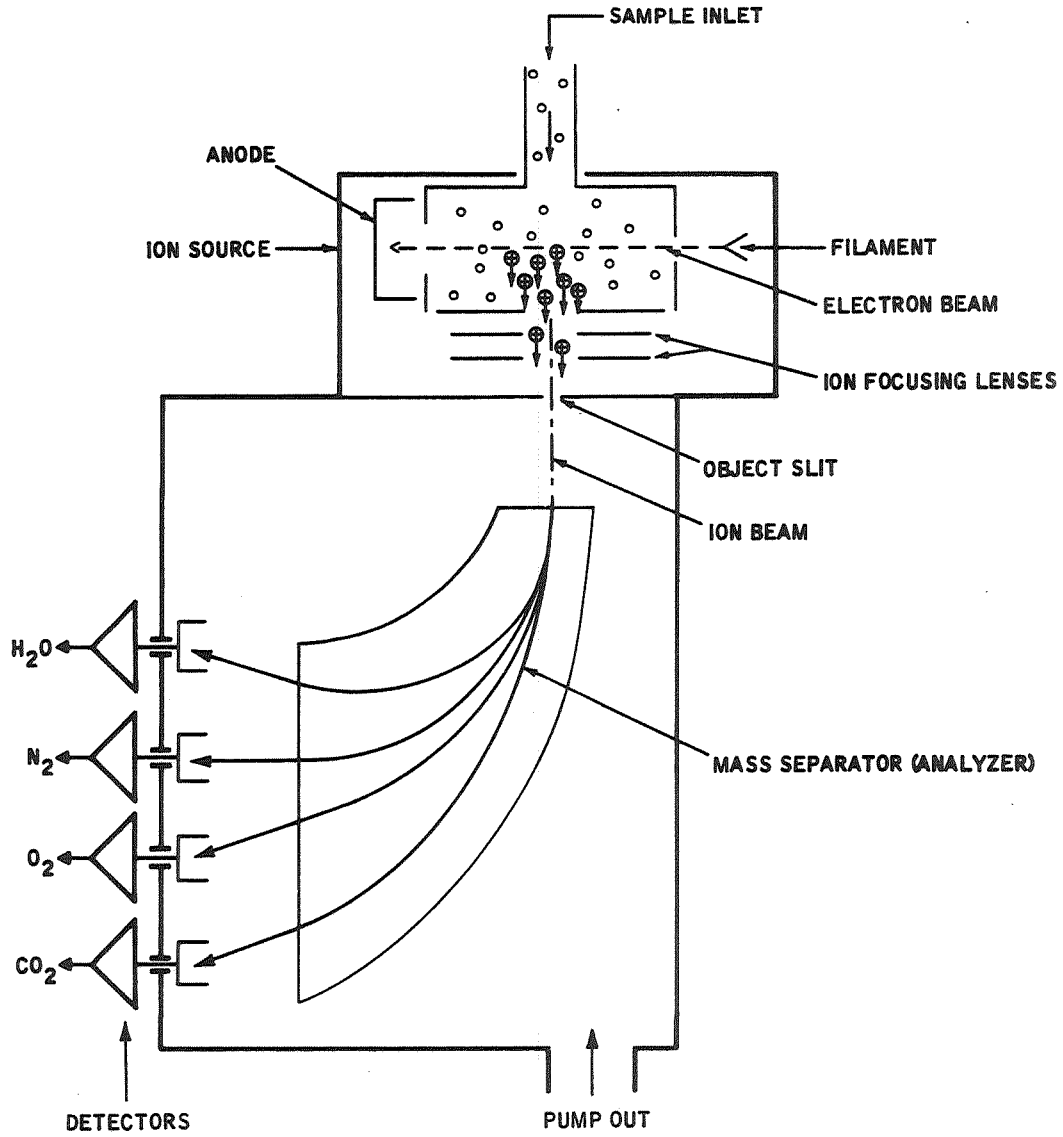 SAMPLE INLET
ANODE
ION SOURCE
FILAMENT
ELECTRON BEAM
ION FOCUSING LENSES
OBJECT SLIT
ION BEAM
H₂O
N₂
MASS SEPARATOR (ANALYZER)
O₂
CO₂
DETECTORS
PUMP OUT